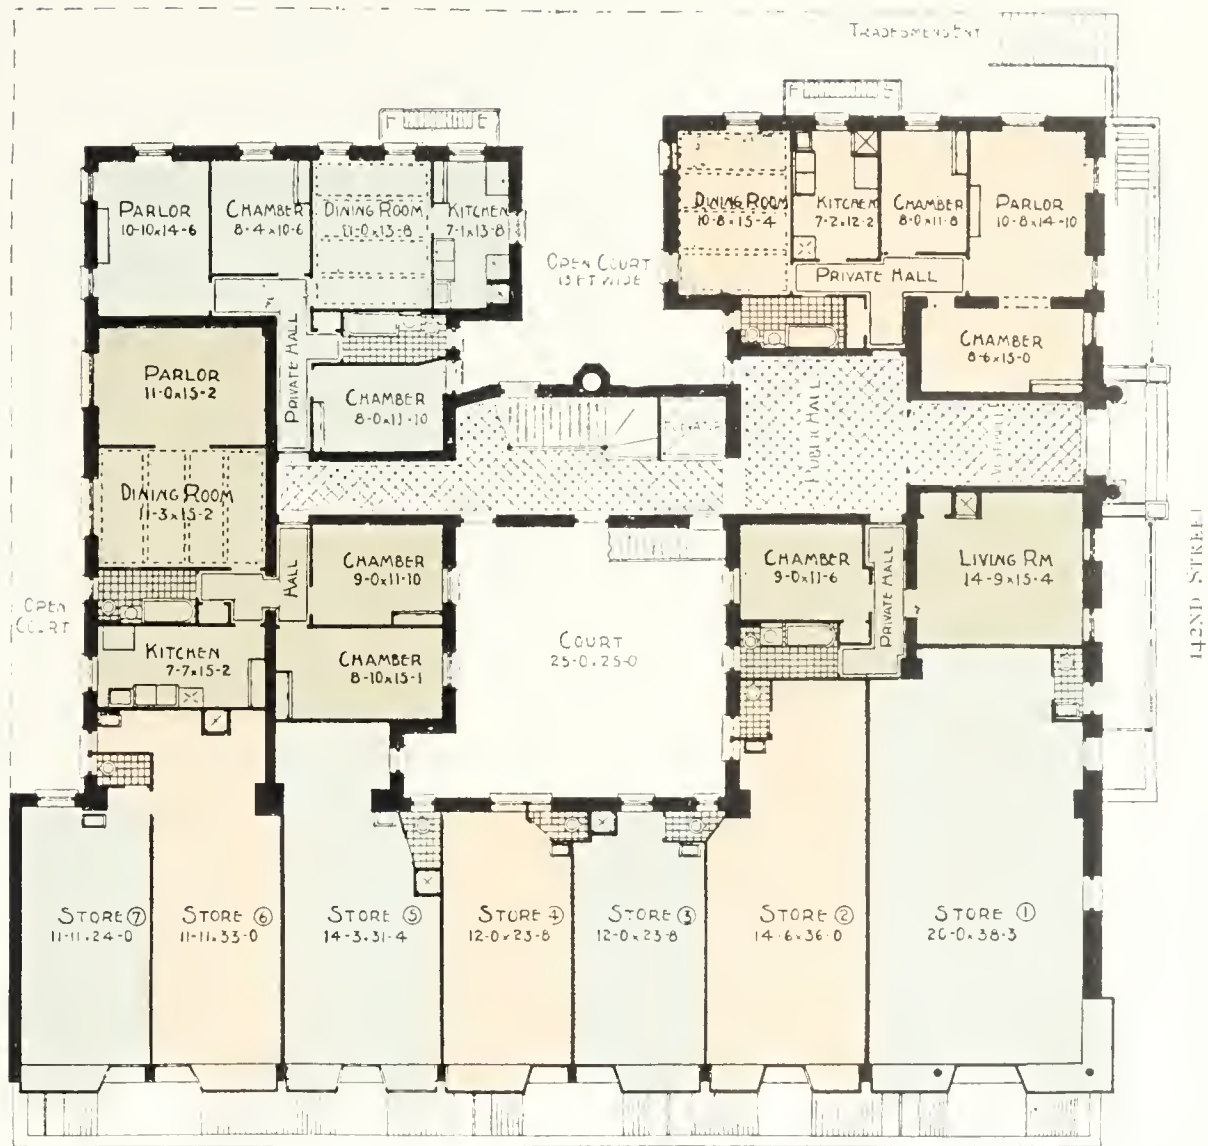 TRADESMENS ENT
F E
F E
PARLOR
10-10x14-6
CHAMBER
8-4x10-6
DINING ROOM
11-0x13-8
KITCHEN
7-1x13-8
DINING ROOM
10-8x15-4
KITCHEN
7-2x12-2
CHAMBER
8-0x11-8
PARLOR
10-8x14-10
OPEN COURT
15 FT WIDE
PRIVATE HALL
PRIVATE HALL
CHAMBER
8-6x15-0
PARLOR
11-0x15-2
CHAMBER
8-0x11-10
ELEVATOR
PUBLIC HALL
VESTIBULE
DINING ROOM
11-3x15-2
CHAMBER
9-0x11-10
HALL
CHAMBER
9-0x11-6
PRIVATE HALL
LIVING RM
14-9x15-4
OPEN
COURT
KITCHEN
7-7x15-2
CHAMBER
8-10x15-1
COURT
25-0x25-0
142ND STREET
STORE 7
11-11x24-0
STORE 6
11-11x33-0
STORE 5
14-3x31-4
STORE 4
12-0x23-8
STORE 3
12-0x23-8
STORE 2
14-6x36-0
STORE 1
20-0x38-3